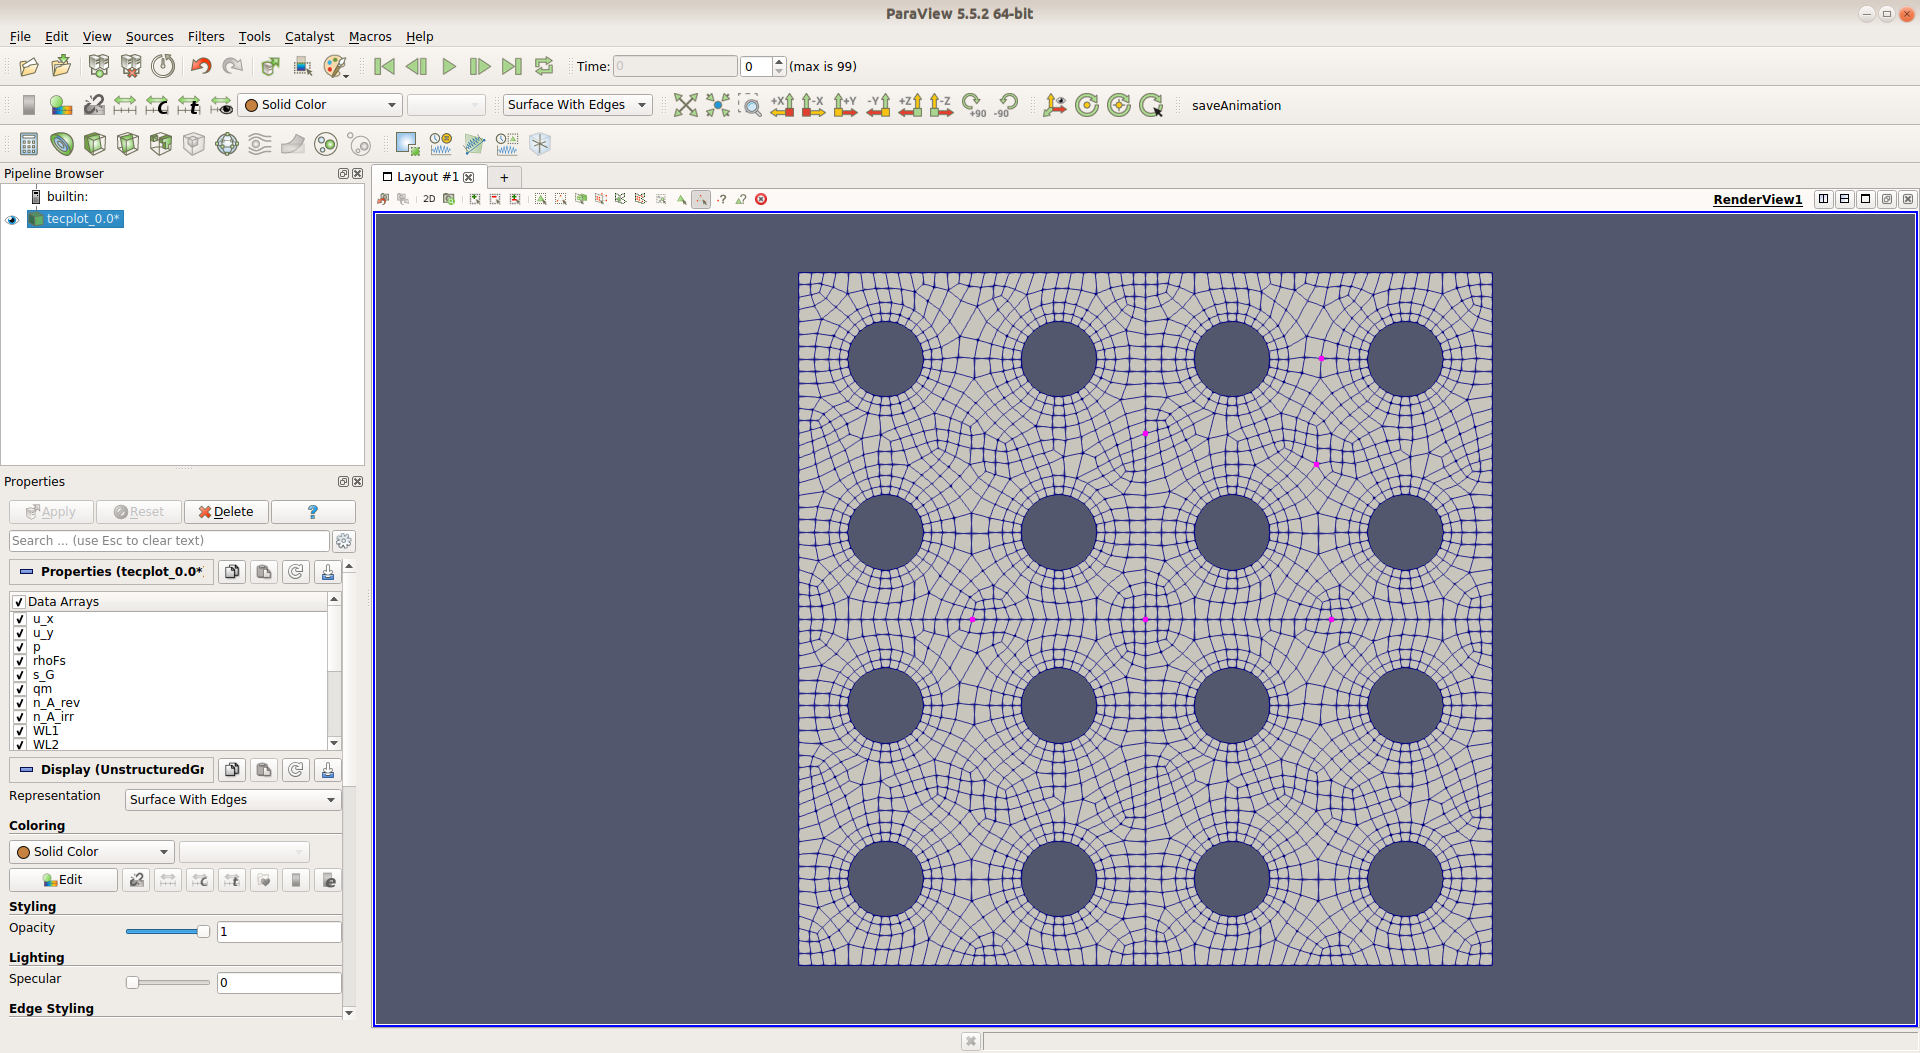 ParaView 5.5.2 64-bit
File Edit View Sources Filters Tools Catalyst Macros Help
Time: 0 0 (max is 99)
Solid Color Surface With Edges +X -X +Y -Y +Z -Z +90 -90 saveAnimation
Pipeline Browser
Layout #1 +
builtin:
2D
RenderView1
tecplot_0.0*
Properties
Apply Reset Delete ?
Search ... (use Esc to clear text)
Properties (tecplot_0.0*
Data Arrays
u_x
u_y
p
rhoFs
s_G
qm
n_A_rev
n_A_irr
WL1
WL2
Display (UnstructuredGr
Representation Surface With Edges
Coloring
Solid Color
Edit
Styling
Opacity 1
Lighting
Specular 0
Edge Styling